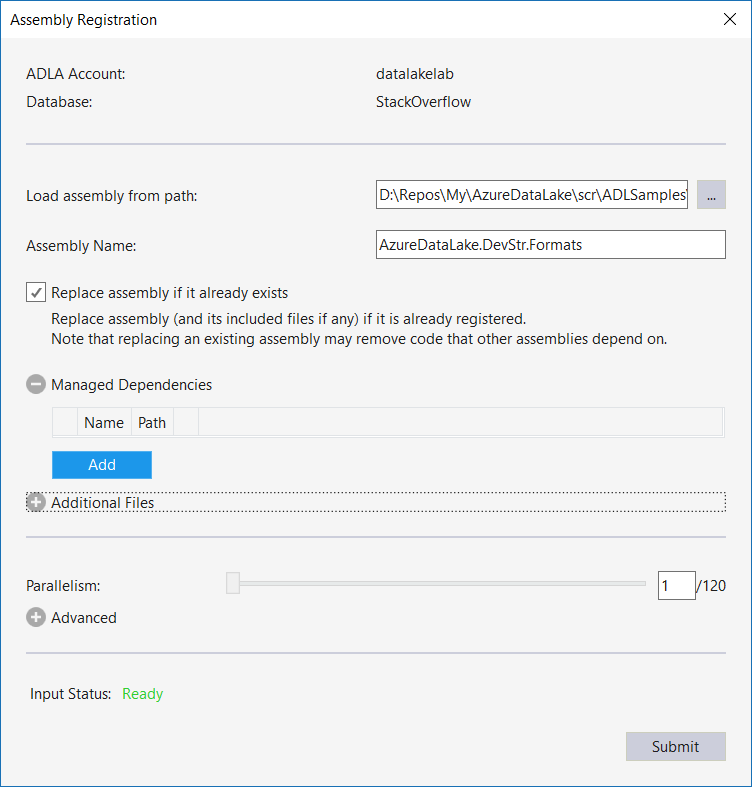 Assembly Registration
ADLA Account: datalakelab
Database: StackOverflow
Load assembly from path: D:\Repos\My\AzureDataLake\scr\ADLSamples\ ...
Assembly Name: AzureDataLake.DevStr.Formats
Replace assembly if it already exists
Replace assembly (and its included files if any) if it is already registered.
Note that replacing an existing assembly may remove code that other assemblies depend on.
Managed Dependencies
Name Path
Add
Additional Files
Parallelism: 1 /120
Advanced
Input Status: Ready
Submit